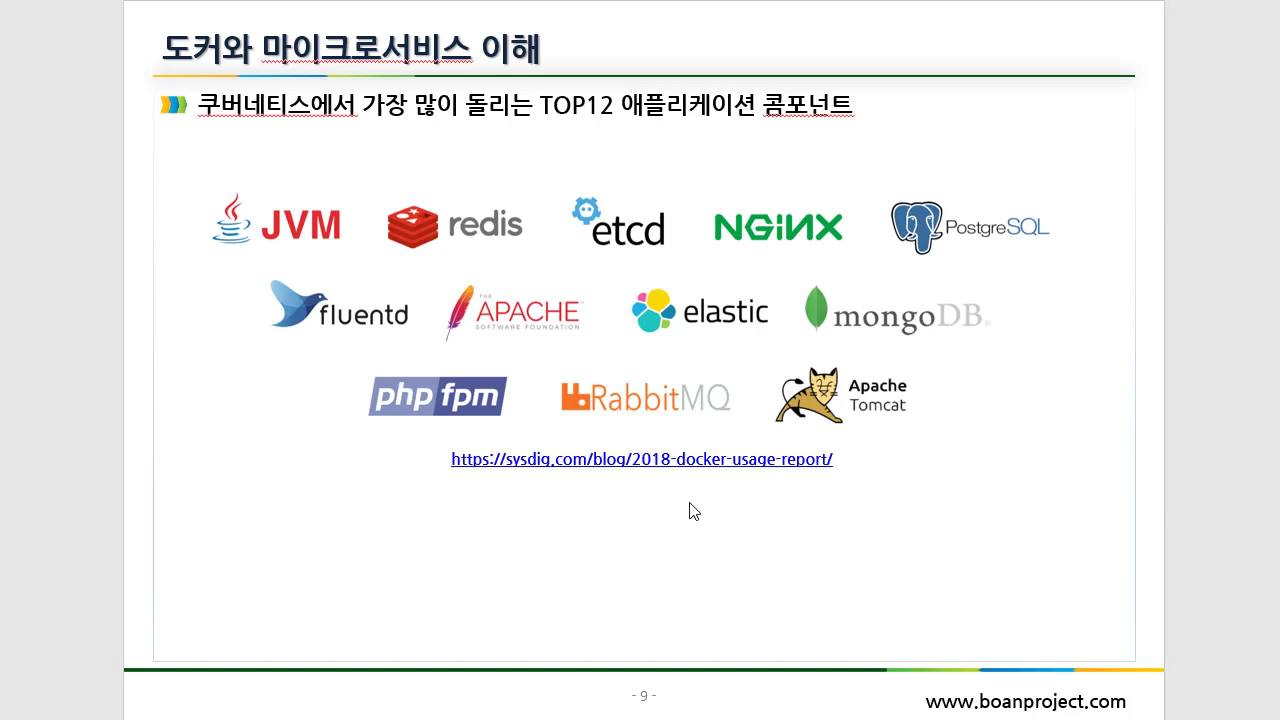 도커와 마이크로서비스 이해
쿠버네티스에서 가장 많이 돌리는 TOP12 애플리케이션 콤포넌트
JVM redis etcd NGiNX PostgreSQL
fluentd THE APACHE SOFTWARE FOUNDATION elastic mongoDB
php fpm RabbitMQ Apache Tomcat
https://sysdig.com/blog/2018-docker-usage-report/
- 9 -
www.boanproject.com